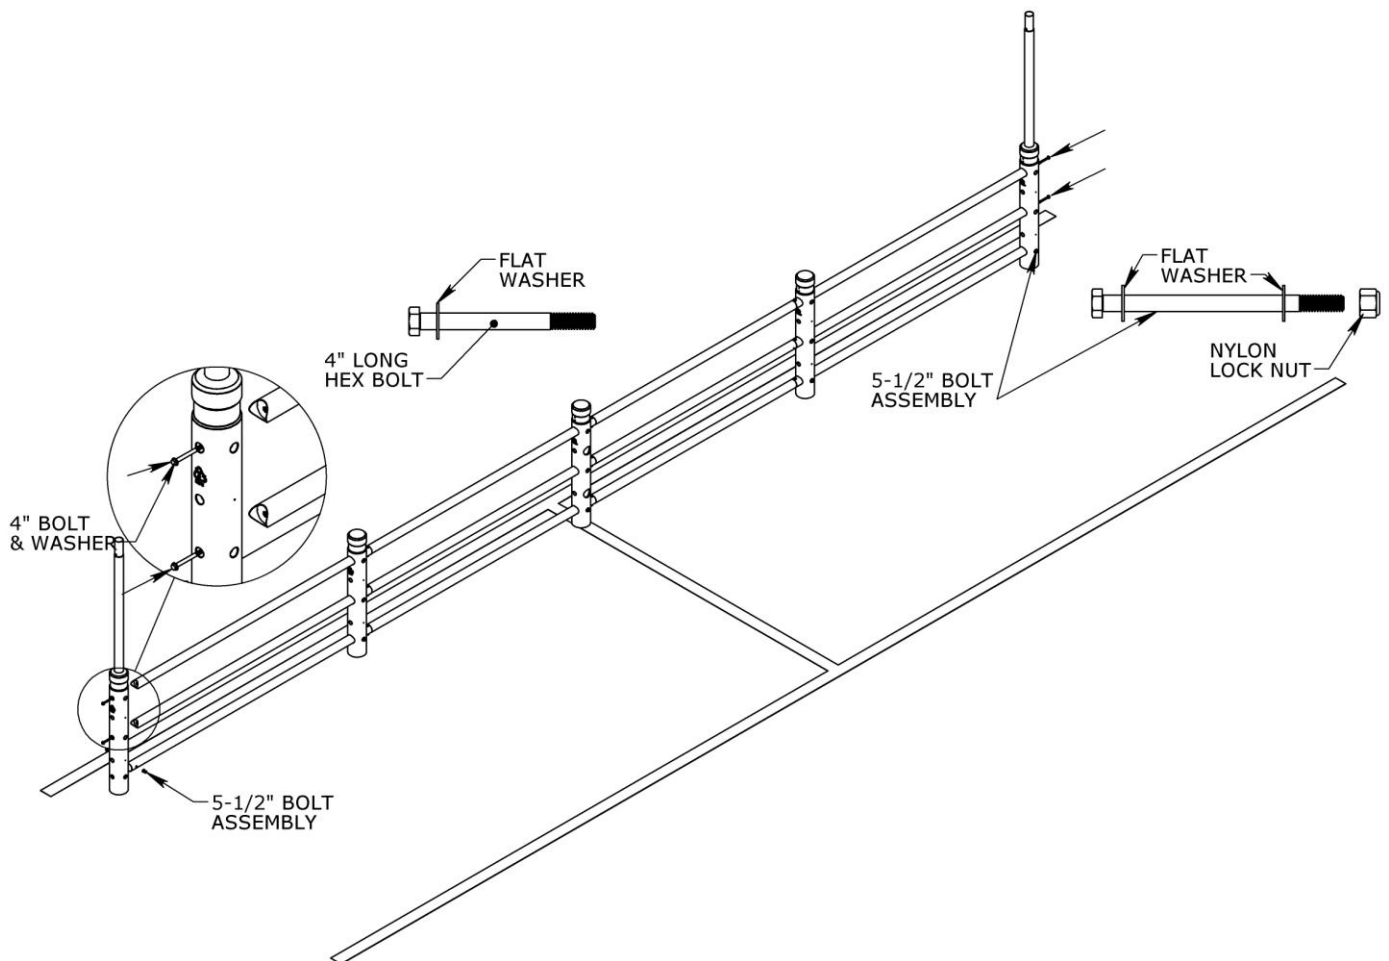 FLAT
WASHER
4" LONG
HEX BOLT
FLAT
WASHER
NYLON
LOCK NUT
5-1/2" BOLT
ASSEMBLY
4" BOLT
& WASHER
5-1/2" BOLT
ASSEMBLY